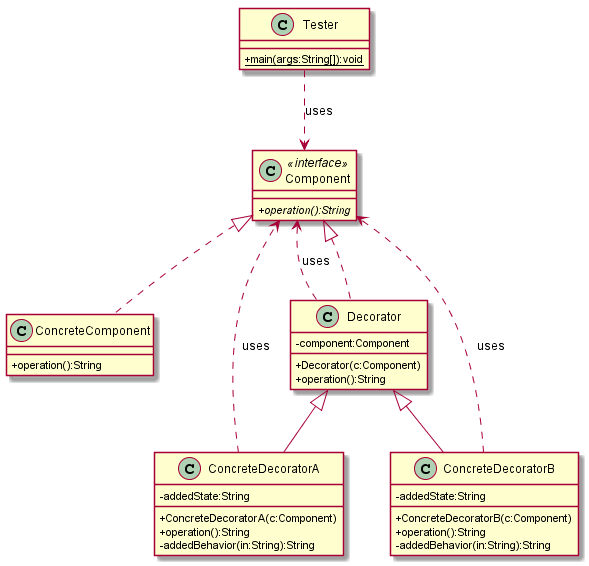 C Tester
+main(args:String[]):void
uses
C «interface»
Component
+operation():String
uses
C ConcreteComponent
+operation():String
C Decorator
-component:Component
+Decorator(c:Component)
+operation():String
uses
uses
C ConcreteDecoratorA
-addedState:String
+ConcreteDecoratorA(c:Component)
+operation():String
-addedBehavior(in:String):String
C ConcreteDecoratorB
-addedState:String
+ConcreteDecoratorB(c:Component)
+operation():String
-addedBehavior(in:String):String